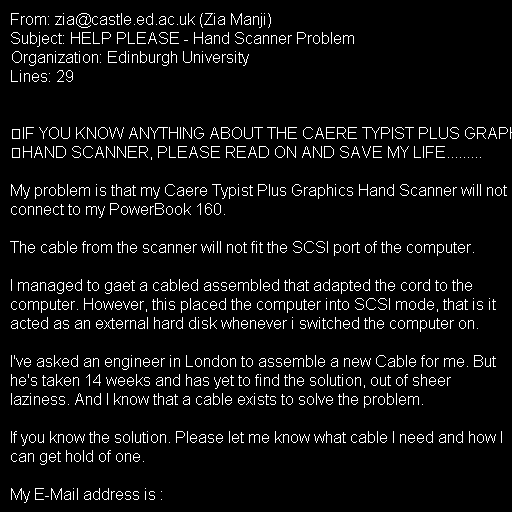 From: zia@castle.ed.ac.uk (Zia Manji)
Subject: HELP PLEASE - Hand Scanner Problem
Organization: Edinburgh University
Lines: 29
IF YOU KNOW ANYTHING ABOUT THE CAERE TYPIST PLUS GRAPH
HAND SCANNER, PLEASE READ ON AND SAVE MY LIFE.........
My problem is that my Caere Typist Plus Graphics Hand Scanner will not
connect to my PowerBook 160.
The cable from the scanner will not fit the SCSI port of the computer.
I managed to gaet a cabled assembled that adapted the cord to the
computer. However, this placed the computer into SCSI mode, that is it
acted as an external hard disk whenever i switched the computer on.
I've asked an engineer in London to assemble a new Cable for me. But
he's taken 14 weeks and has yet to find the solution, out of sheer
laziness. And I know that a cable exists to solve the problem.
If you know the solution. Please let me know what cable I need and how I
can get hold of one.
My E-Mail address is :